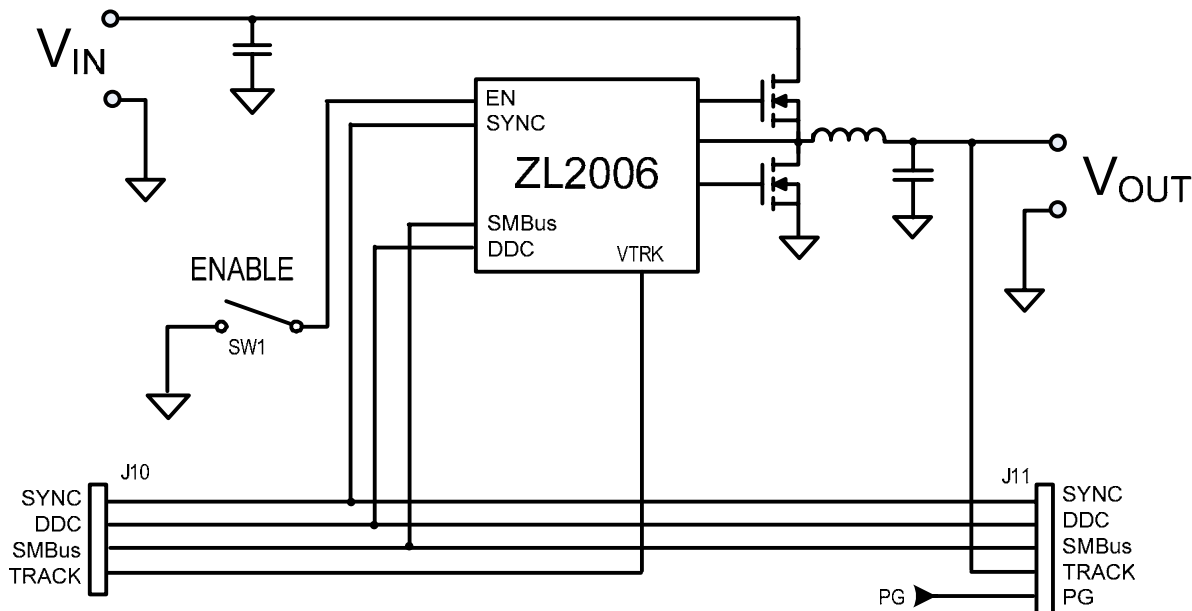 VIN
EN
SYNC
ZL2006
SMBus
DDC
VTRK
VOUT
ENABLE
SW1
J10
SYNC
DDC
SMBus
TRACK
J11
SYNC
DDC
SMBus
TRACK
PG
PG